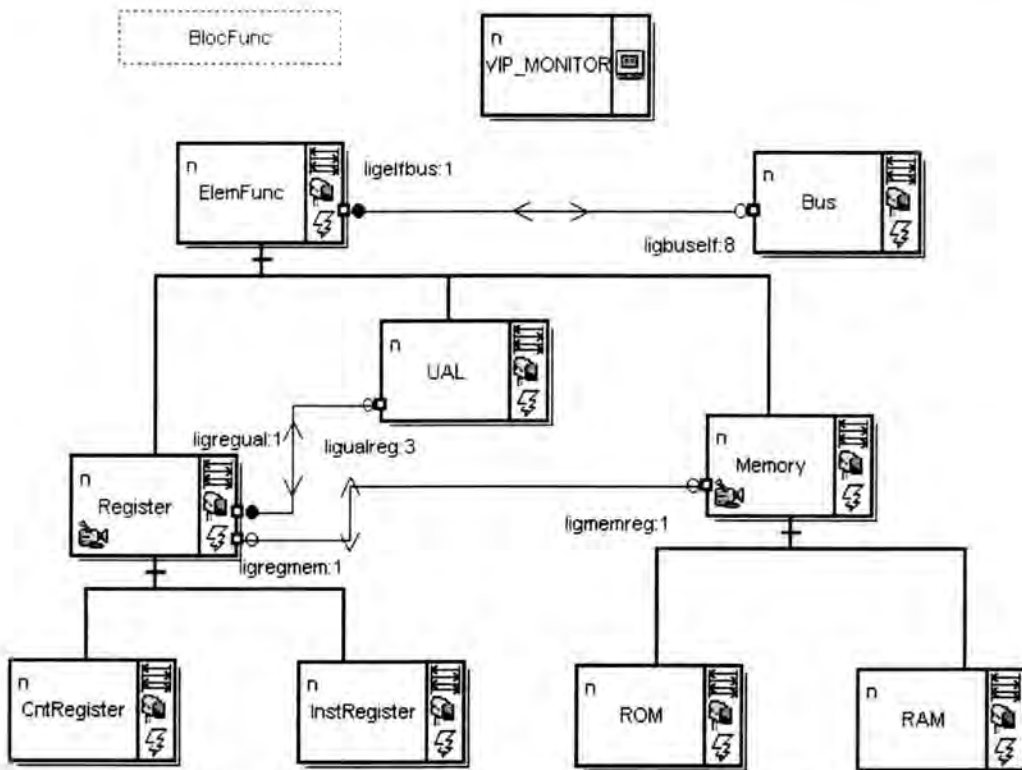 BlocFunc
n
VIP_MONITOR
n
ElemFunc
ligelfbus:1
n
Bus
ligbuself:8
n
UAL
ligregual:1
ligualreg:3
n
Memory
n
Register
ligmemreg:1
ligregmem:1
n
CntRegister
n
InstRegister
n
ROM
n
RAM